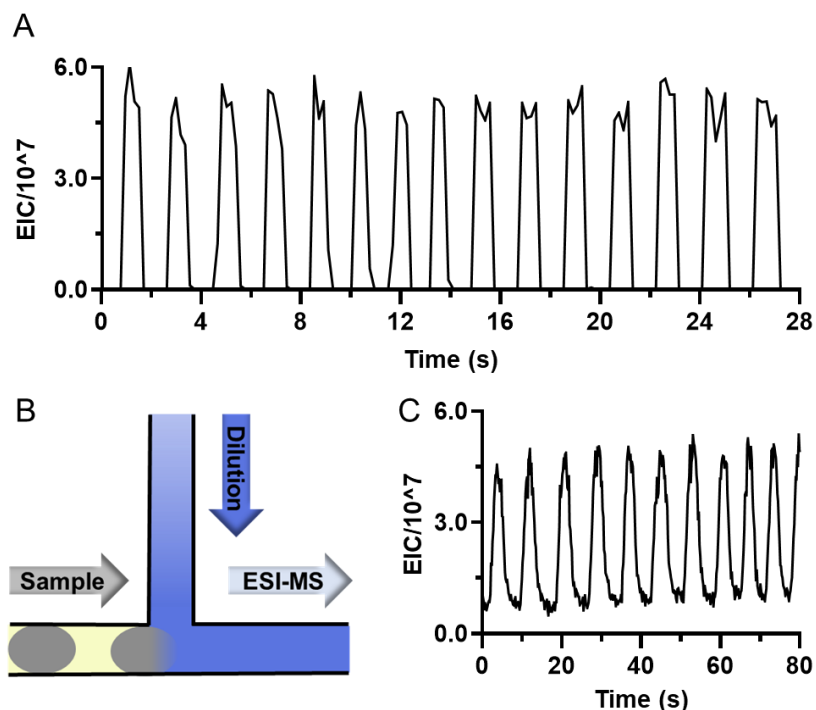 A
6.0
3.0
0.0
EIC/10^7
0 4 8 12 16 20 24 28
Time (s)
B
Dilution
Sample
ESI-MS
C
6.0
3.0
0.0
EIC/10^7
0 20 40 60 80
Time (s)